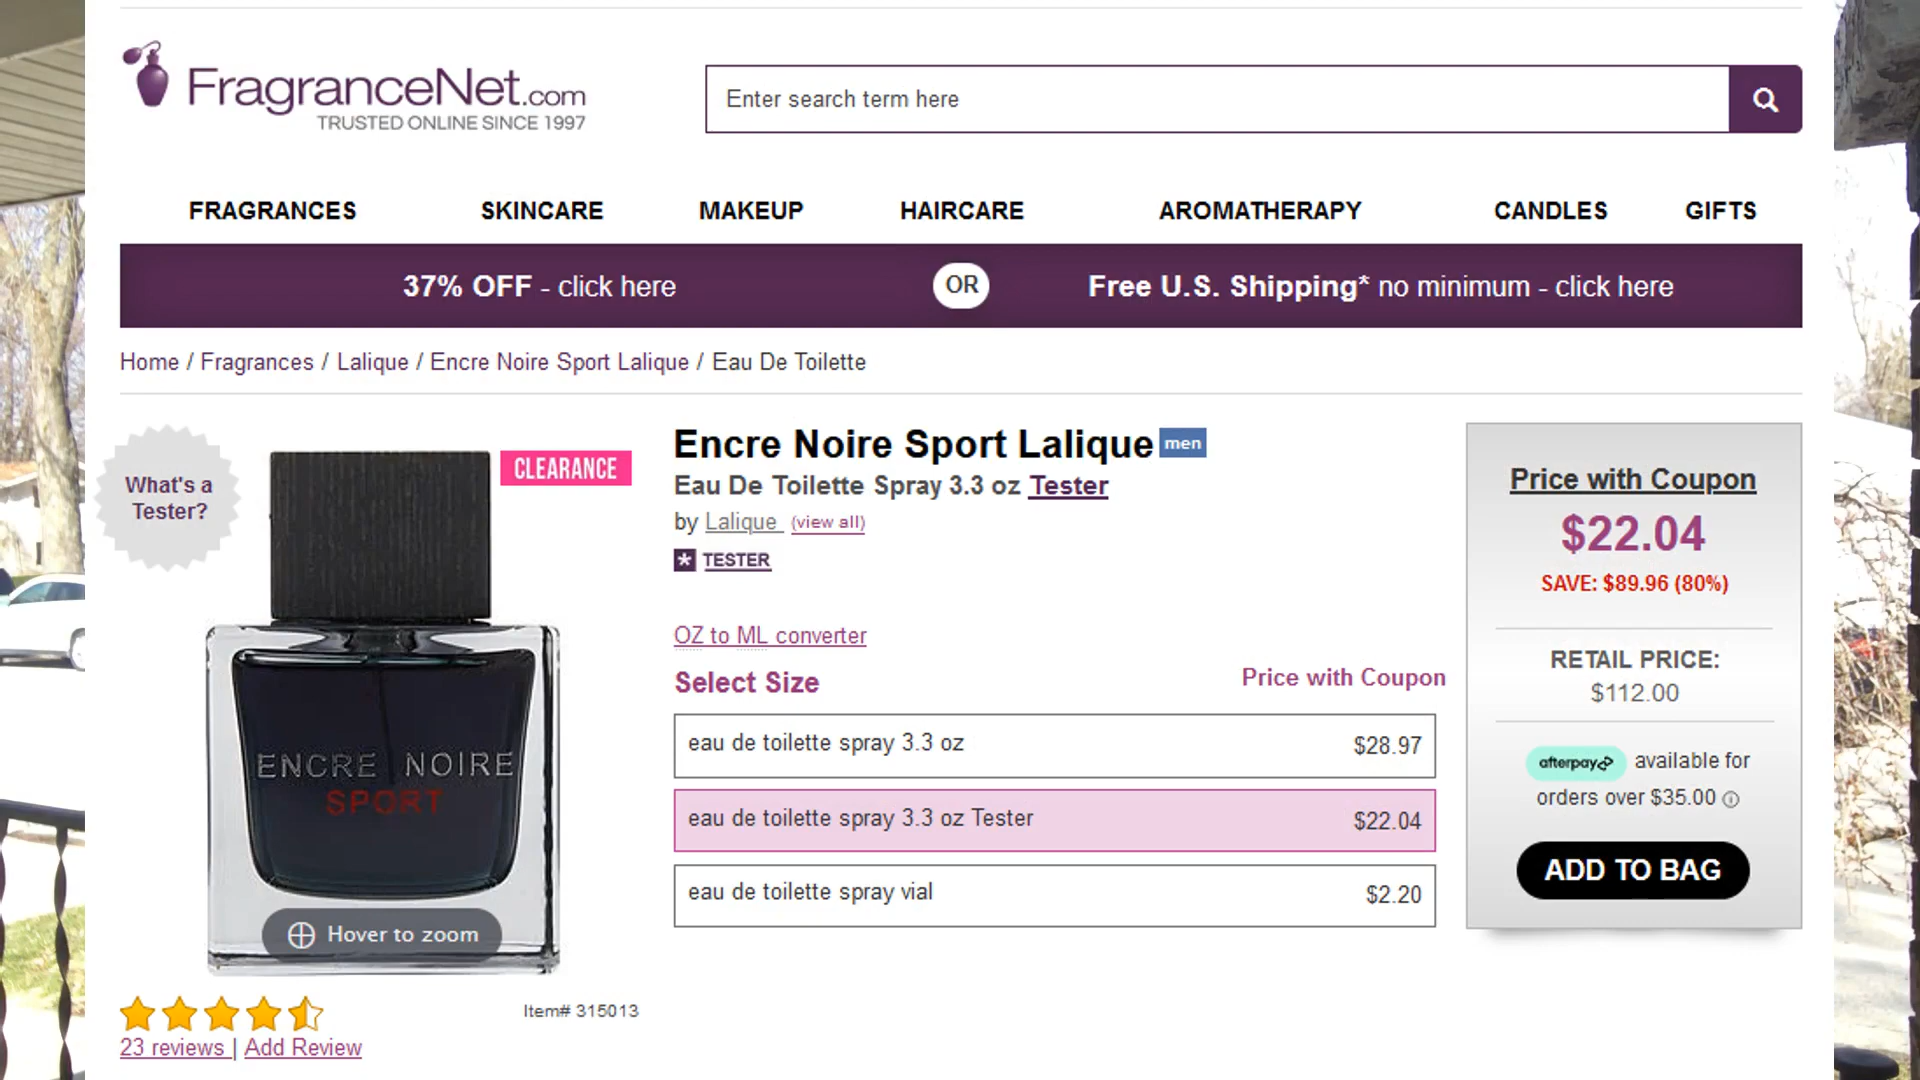 FragranceNet.com
TRUSTED ONLINE SINCE 1997
Enter search term here
FRAGRANCES SKINCARE MAKEUP HAIRCARE AROMATHERAPY CANDLES GIFTS
37% OFF - click here OR Free U.S. Shipping* no minimum - click here
Home / Fragrances / Lalique / Encre Noire Sport Lalique / Eau De Toilette
What's a
Tester?
CLEARANCE
ENCRE NOIRE
SPORT
Hover to zoom
23 reviews | Add Review
Item# 315013
Encre Noire Sport Lalique men
Eau De Toilette Spray 3.3 oz Tester
by Lalique (view all)
* TESTER
OZ to ML converter
Select Size Price with Coupon
eau de toilette spray 3.3 oz $28.97
eau de toilette spray 3.3 oz Tester $22.04
eau de toilette spray vial $2.20
Price with Coupon
$22.04
SAVE: $89.96 (80%)
RETAIL PRICE:
$112.00
afterpay available for
orders over $35.00
ADD TO BAG